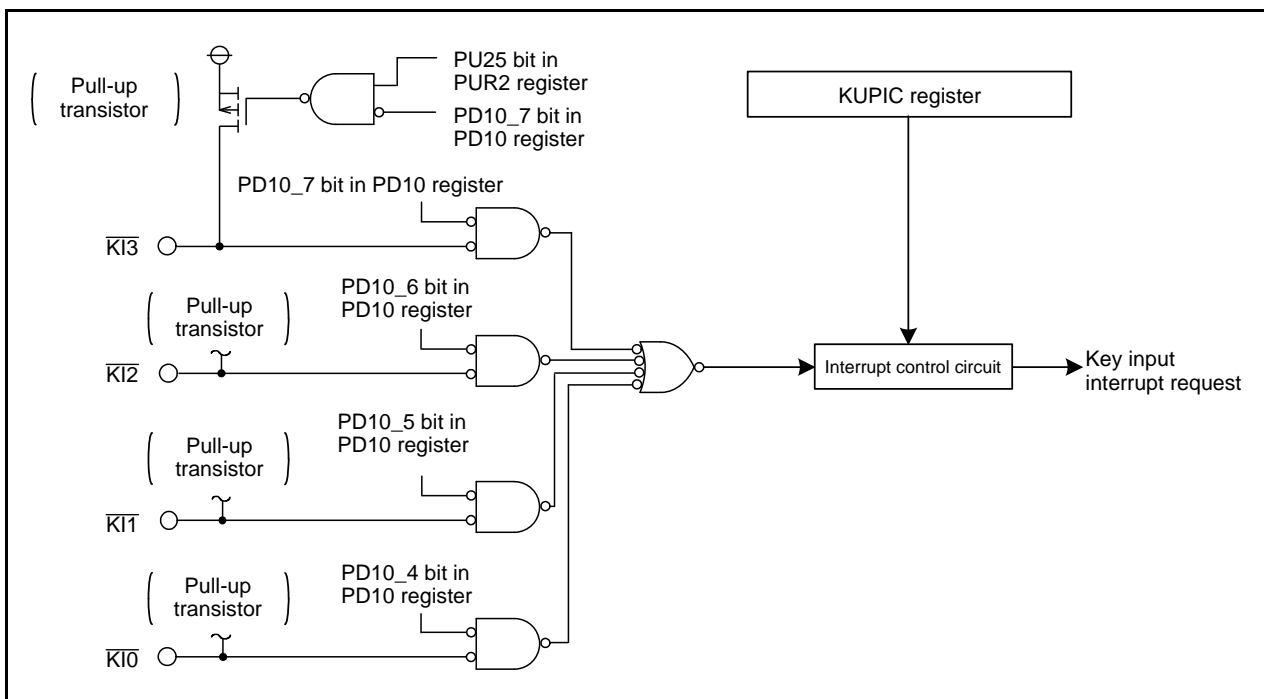 Pull-up
transistor
PU25 bit in
PUR2 register
PD10_7 bit in
PD10 register
KUPIC register
PD10_7 bit in PD10 register
KI3
Pull-up
transistor
PD10_6 bit in
PD10 register
KI2
Interrupt control circuit
Key input
interrupt request
Pull-up
transistor
PD10_5 bit in
PD10 register
KI1
Pull-up
transistor
PD10_4 bit in
PD10 register
KI0